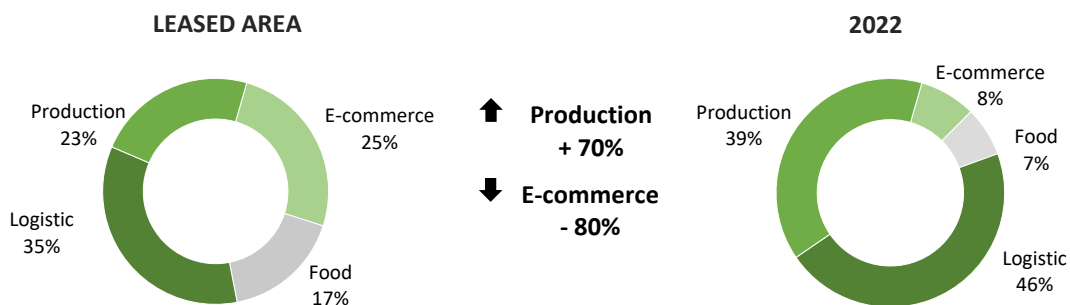 LEASED AREA
Production
23%
E-commerce
25%
Logistic
35%
Food
17%
Production
+ 70%
E-commerce
- 80%
2022
E-commerce
8%
Production
39%
Food
7%
Logistic
46%